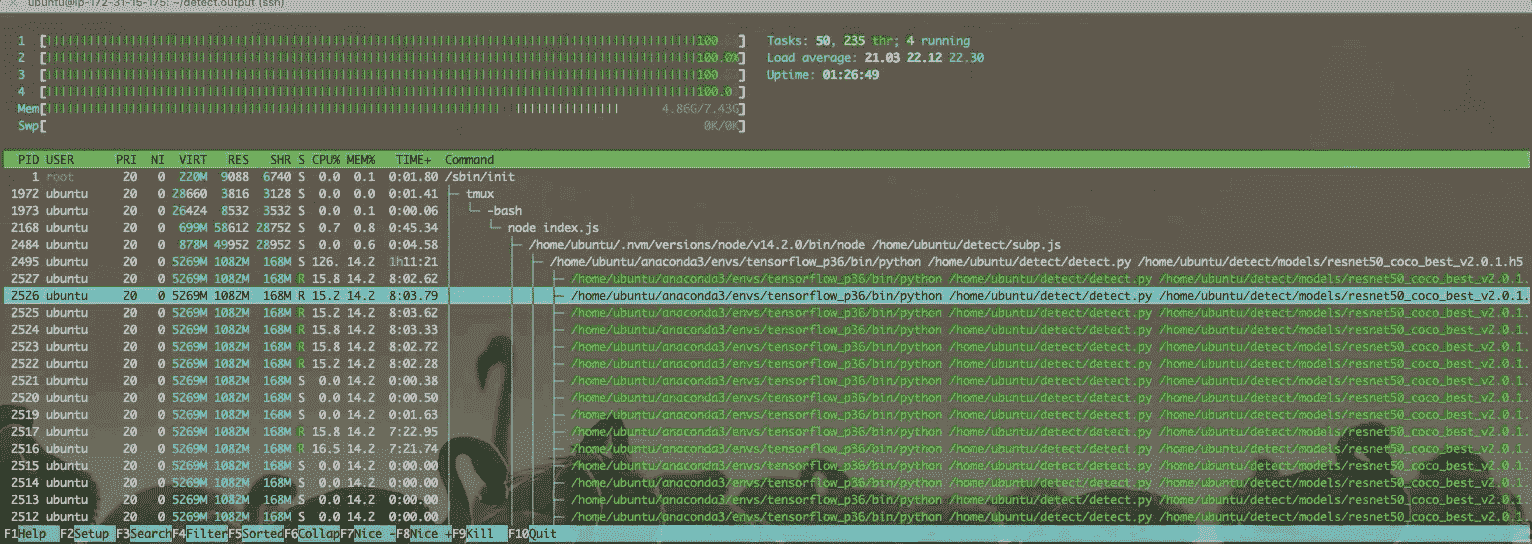 ubuntu@ip-172-31-15-175: ~/detect.output (ssh)
1 [100 ] Tasks: 50, 235 thr; 4 running
2 [100.0%] Load average: 21.03 22.12 22.30
3 [100 ] Uptime: 01:26:49
4 [100.0 ]
Mem[4.86G/7.43G]
Swp[0K/0K]
PID USER PRI NI VIRT RES SHR S CPU% MEM% TIME+ Command
1 root 20 0 220M 9088 6740 S 0.0 0.1 0:01.80 /sbin/init
1972 ubuntu 20 0 28660 3816 3128 S 0.0 0.0 0:01.41 tmux
1973 ubuntu 20 0 26424 8532 3532 S 0.0 0.1 0:00.06 -bash
2168 ubuntu 20 0 699M 58612 28752 S 0.7 0.8 0:45.34 node index.js
2484 ubuntu 20 0 878M 49952 28952 S 0.0 0.6 0:04.58 /home/ubuntu/.nvm/versions/node/v14.2.0/bin/node /home/ubuntu/detect/subp.js
2495 ubuntu 20 0 5269M 1082M 168M S 126. 14.2 1h11:21 /home/ubuntu/anaconda3/envs/tensorflow_p36/bin/python /home/ubuntu/detect/detect.py /home/ubuntu/detect/models/resnet50_coco_best_v2.0.1.h5
2527 ubuntu 20 0 5269M 1082M 168M R 15.8 14.2 8:02.62 /home/ubuntu/anaconda3/envs/tensorflow_p36/bin/python /home/ubuntu/detect/detect.py /home/ubuntu/detect/models/resnet50_coco_best_v2.0.1.
2526 ubuntu 20 0 5269M 1082M 168M R 15.2 14.2 8:03.79 /home/ubuntu/anaconda3/envs/tensorflow_p36/bin/python /home/ubuntu/detect/detect.py /home/ubuntu/detect/models/resnet50_coco_best_v2.0.1.
2525 ubuntu 20 0 5269M 1082M 168M R 15.2 14.2 8:03.62 /home/ubuntu/anaconda3/envs/tensorflow_p36/bin/python /home/ubuntu/detect/detect.py /home/ubuntu/detect/models/resnet50_coco_best_v2.0.1.
2524 ubuntu 20 0 5269M 1082M 168M R 15.8 14.2 8:03.33 /home/ubuntu/anaconda3/envs/tensorflow_p36/bin/python /home/ubuntu/detect/detect.py /home/ubuntu/detect/models/resnet50_coco_best_v2.0.1.
2523 ubuntu 20 0 5269M 1082M 168M R 15.8 14.2 8:02.72 /home/ubuntu/anaconda3/envs/tensorflow_p36/bin/python /home/ubuntu/detect/detect.py /home/ubuntu/detect/models/resnet50_coco_best_v2.0.1.
2522 ubuntu 20 0 5269M 1082M 168M R 15.2 14.2 8:02.28 /home/ubuntu/anaconda3/envs/tensorflow_p36/bin/python /home/ubuntu/detect/detect.py /home/ubuntu/detect/models/resnet50_coco_best_v2.0.1.
2521 ubuntu 20 0 5269M 1082M 168M S 0.0 14.2 0:00.38 /home/ubuntu/anaconda3/envs/tensorflow_p36/bin/python /home/ubuntu/detect/detect.py /home/ubuntu/detect/models/resnet50_coco_best_v2.0.1.
2520 ubuntu 20 0 5269M 1082M 168M S 0.0 14.2 0:00.50 /home/ubuntu/anaconda3/envs/tensorflow_p36/bin/python /home/ubuntu/detect/detect.py /home/ubuntu/detect/models/resnet50_coco_best_v2.0.1.
2519 ubuntu 20 0 5269M 1082M 168M S 0.0 14.2 0:01.63 /home/ubuntu/anaconda3/envs/tensorflow_p36/bin/python /home/ubuntu/detect/detect.py /home/ubuntu/detect/models/resnet50_coco_best_v2.0.1.
2517 ubuntu 20 0 5269M 1082M 168M R 15.8 14.2 7:22.95 /home/ubuntu/anaconda3/envs/tensorflow_p36/bin/python /home/ubuntu/detect/detect.py /home/ubuntu/detect/models/resnet50_coco_best_v2.0.1.
2516 ubuntu 20 0 5269M 1082M 168M R 16.5 14.2 7:21.74 /home/ubuntu/anaconda3/envs/tensorflow_p36/bin/python /home/ubuntu/detect/detect.py /home/ubuntu/detect/models/resnet50_coco_best_v2.0.1.
2515 ubuntu 20 0 5269M 1082M 168M S 0.0 14.2 0:00.00 /home/ubuntu/anaconda3/envs/tensorflow_p36/bin/python /home/ubuntu/detect/detect.py /home/ubuntu/detect/models/resnet50_coco_best_v2.0.1.
2514 ubuntu 20 0 5269M 1082M 168M S 0.0 14.2 0:00.00 /home/ubuntu/anaconda3/envs/tensorflow_p36/bin/python /home/ubuntu/detect/detect.py /home/ubuntu/detect/models/resnet50_coco_best_v2.0.1.
2513 ubuntu 20 0 5269M 1082M 168M S 0.0 14.2 0:00.00 /home/ubuntu/anaconda3/envs/tensorflow_p36/bin/python /home/ubuntu/detect/detect.py /home/ubuntu/detect/models/resnet50_coco_best_v2.0.1.
2512 ubuntu 20 0 5269M 1082M 168M S 0.0 14.2 0:00.00 /home/ubuntu/anaconda3/envs/tensorflow_p36/bin/python /home/ubuntu/detect/detect.py /home/ubuntu/detect/models/resnet50_coco_best_v2.0.1.
F1Help F2Setup F3SearchF4FilterF5SortedF6CollapF7Nice -F8Nice +F9Kill F10Quit